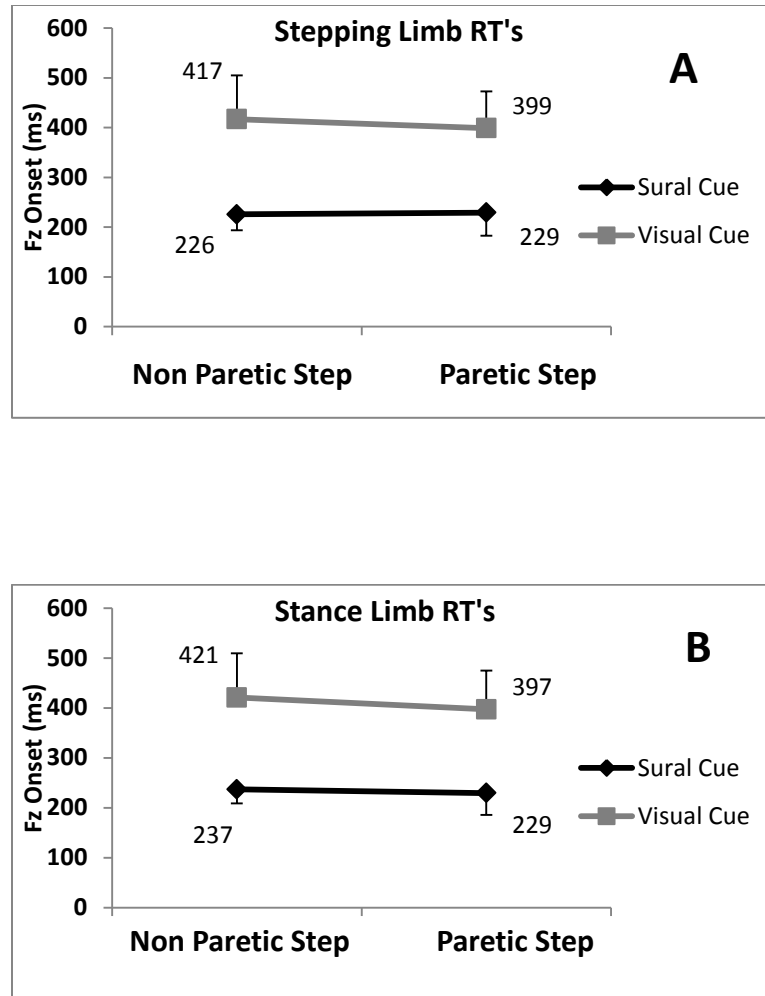 Stepping Limb RT's
A
Fz Onset (ms)
600
500
400
300
200
100
0
417
399
226
229
Sural Cue
Visual Cue
Non Paretic Step Paretic Step
Stance Limb RT's
B
Fz Onset (ms)
600
500
400
300
200
100
0
421
397
237
229
Sural Cue
Visual Cue
Non Paretic Step Paretic Step